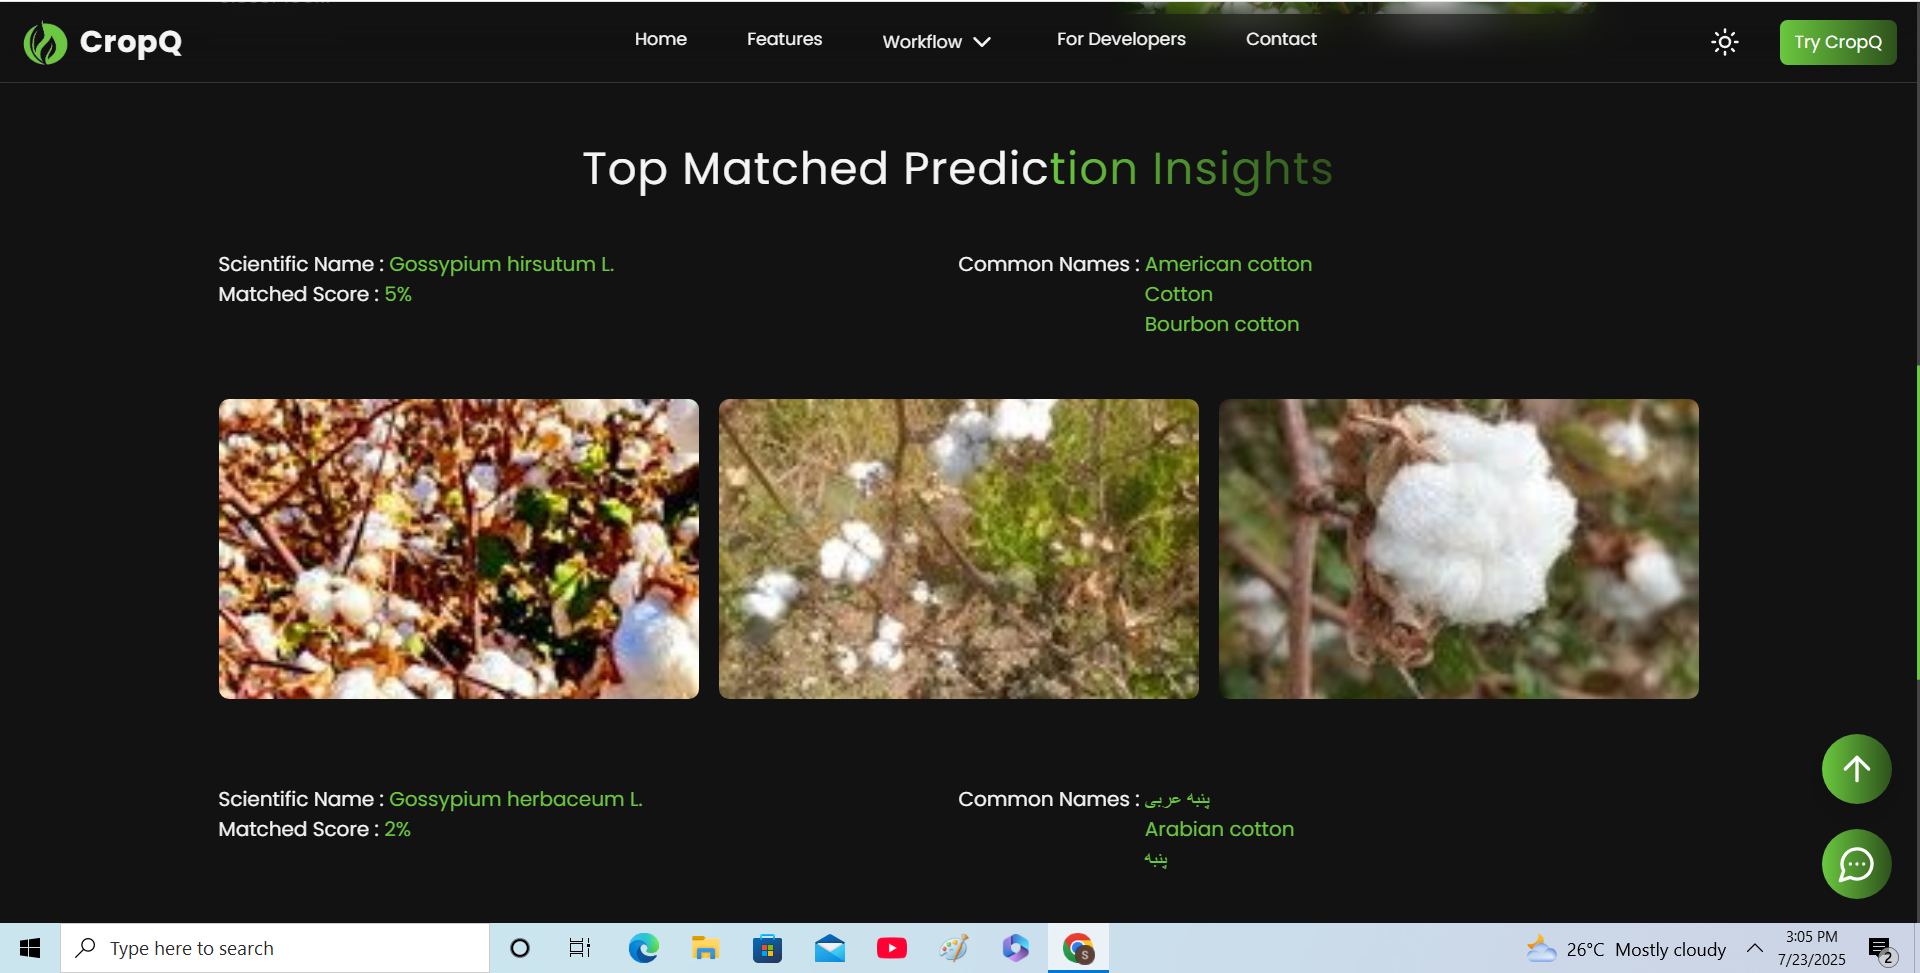 CropQ
Home Features Workflow For Developers Contact
Try CropQ
Top Matched Prediction Insights
Scientific Name : Gossypium hirsutum L.
Matched Score : 5%
Common Names : American cotton
Cotton
Bourbon cotton
Scientific Name : Gossypium herbaceum L.
Matched Score : 2%
Common Names : پنبه عربی
Arabian cotton
پنبه
Type here to search
S
26°C Mostly cloudy
3:05 PM
7/23/2025
2